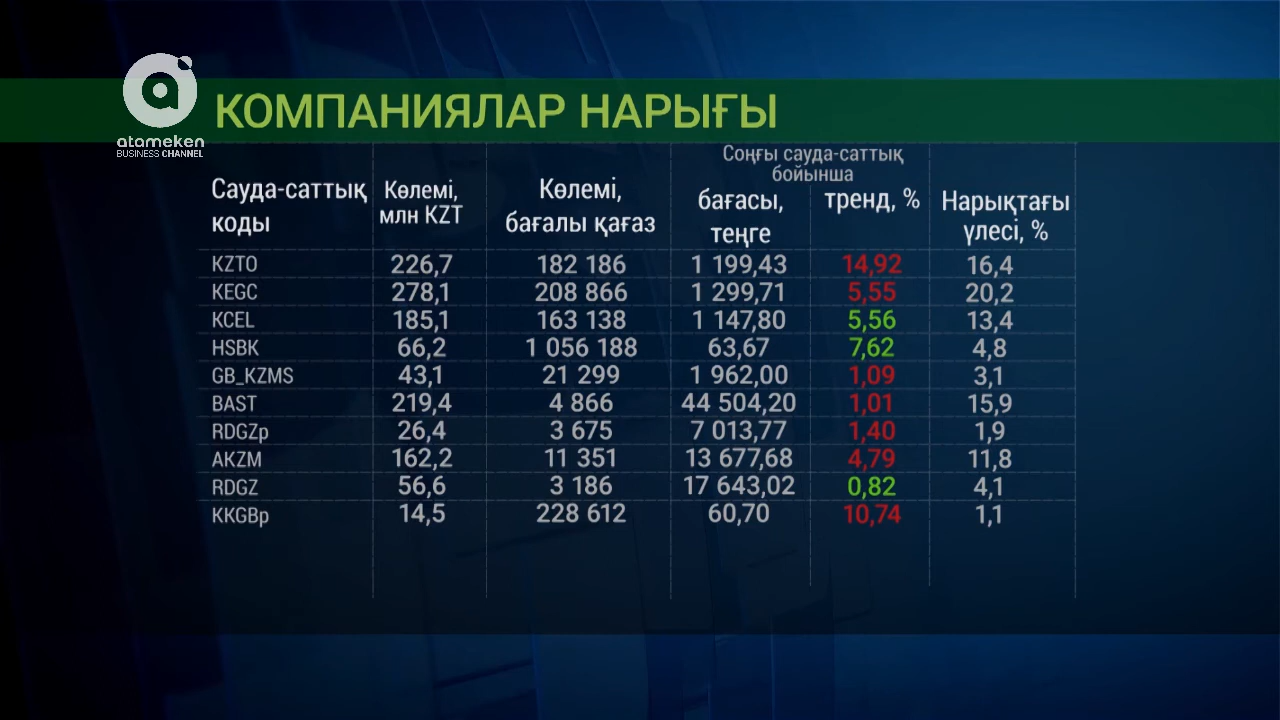 atameken
BUSINESS CHANNEL
КОМПАНИЯЛАР НАРЫҒЫ
Соңғы сауда-саттық
бойынша
Сауда-саттық
коды
Көлемі,
млн KZT
Көлемі,
бағалы қағаз
бағасы,
теңге
тренд, %
Нарықтағы
үлесі, %
KZTO 226,7 182 186 1 199,43 14,92 16,4
KEGC 278,1 208 866 1 299,71 5,55 20,2
KCEL 185,1 163 138 1 147,80 5,56 13,4
HSBK 66,2 1 056 188 63,67 7,62 4,8
GB_KZMS 43,1 21 299 1 962,00 1,09 3,1
BAST 219,4 4 866 44 504,20 1,01 15,9
RDGZp 26,4 3 675 7 013,77 1,40 1,9
AKZM 162,2 11 351 13 677,68 4,79 11,8
RDGZ 56,6 3 186 17 643,02 0,82 4,1
KKGBp 14,5 228 612 60,70 10,74 1,1